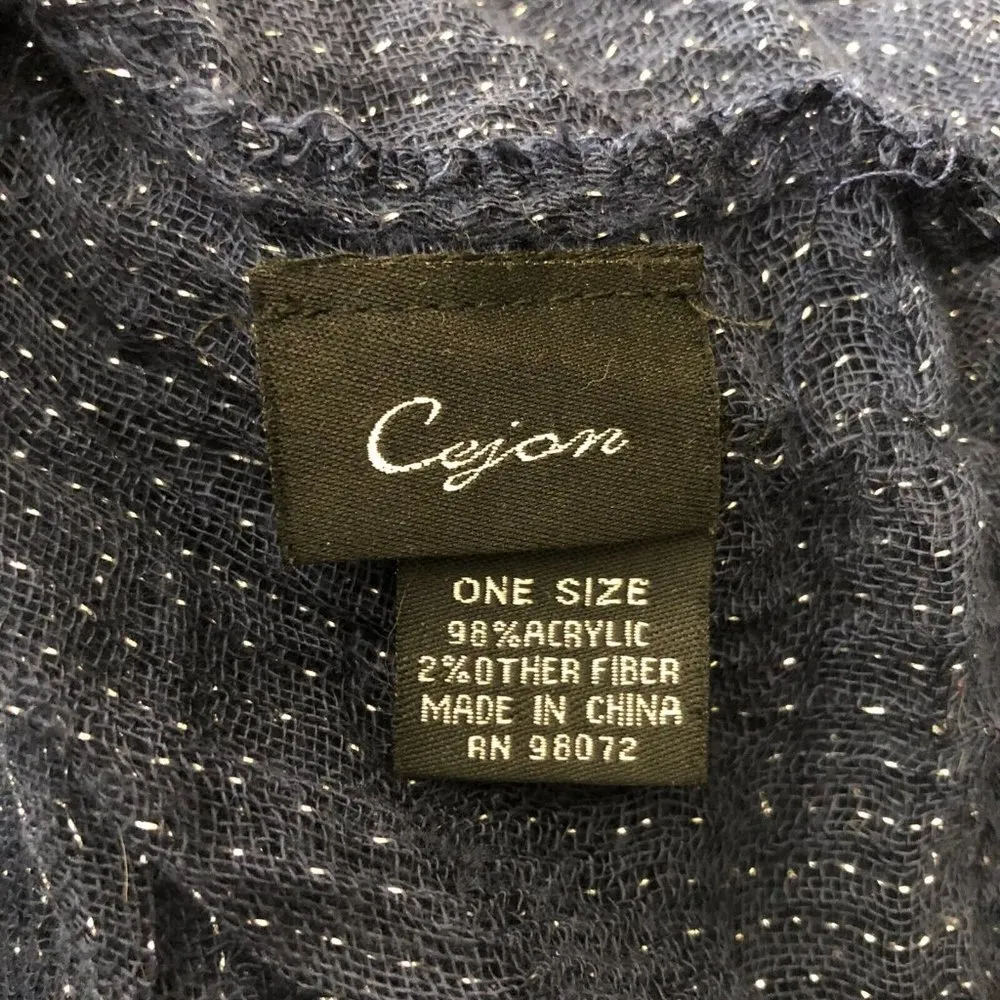 Cejon
ONE SIZE
98%ACRYLIC
2%OTHER FIBER
MADE IN CHINA
RN 98072